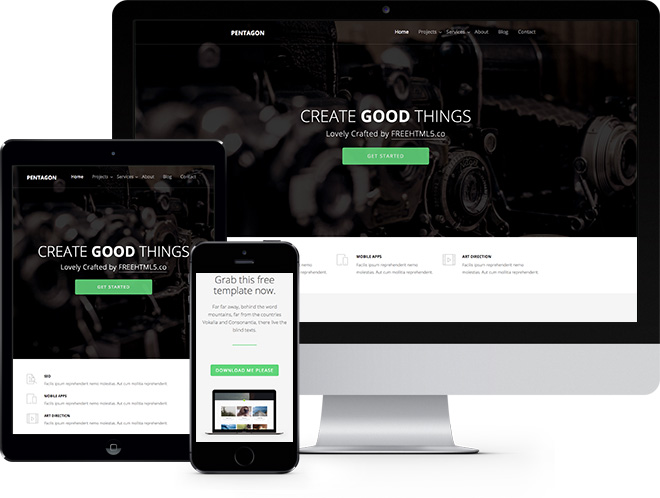 PENTAGON
Home Projects Services About Blog Contact
CREATE GOOD THINGS
Lovely Crafted by FREEHTML5.co
GET STARTED
MOBILE APPS
Facilis ipsum reprehenderit nemo
molestias. Aut cum mollitia reprehenderit.
ART DIRECTION
Facilis ipsum reprehenderit nemo
molestias. Aut cum mollitia reprehenderit.
reprehenderit.
PENTAGON
Home Projects Services About Blog Contact
CREATE GOOD THINGS
Lovely Crafted by FREEHTML5.co
GET STARTED
SEO
Facilis ipsum reprehenderit nemo molestias. Aut cum mollitia reprehenderit.
MOBILE APPS
Facilis ipsum reprehenderit nemo molestias. Aut cum mollitia reprehenderit.
ART DIRECTION
Facilis ipsum reprehenderit nemo molestias. Aut cum mollitia reprehenderit.
Grab this free
template now.
Far far away, behind the word
mountains, far from the countries
Vokalia and Consonantia, there live the
blind texts.
DOWNLOAD ME PLEASE